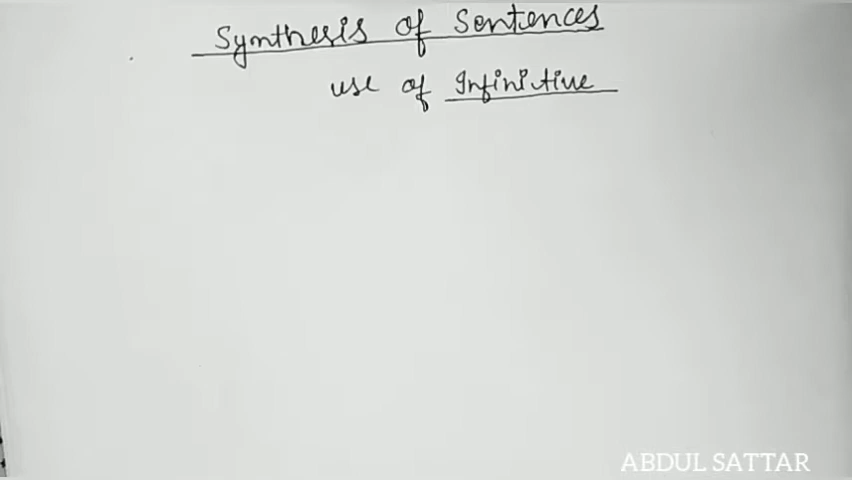 Synthesis of Sentences
use of Infinitive
ABDUL SATTAR